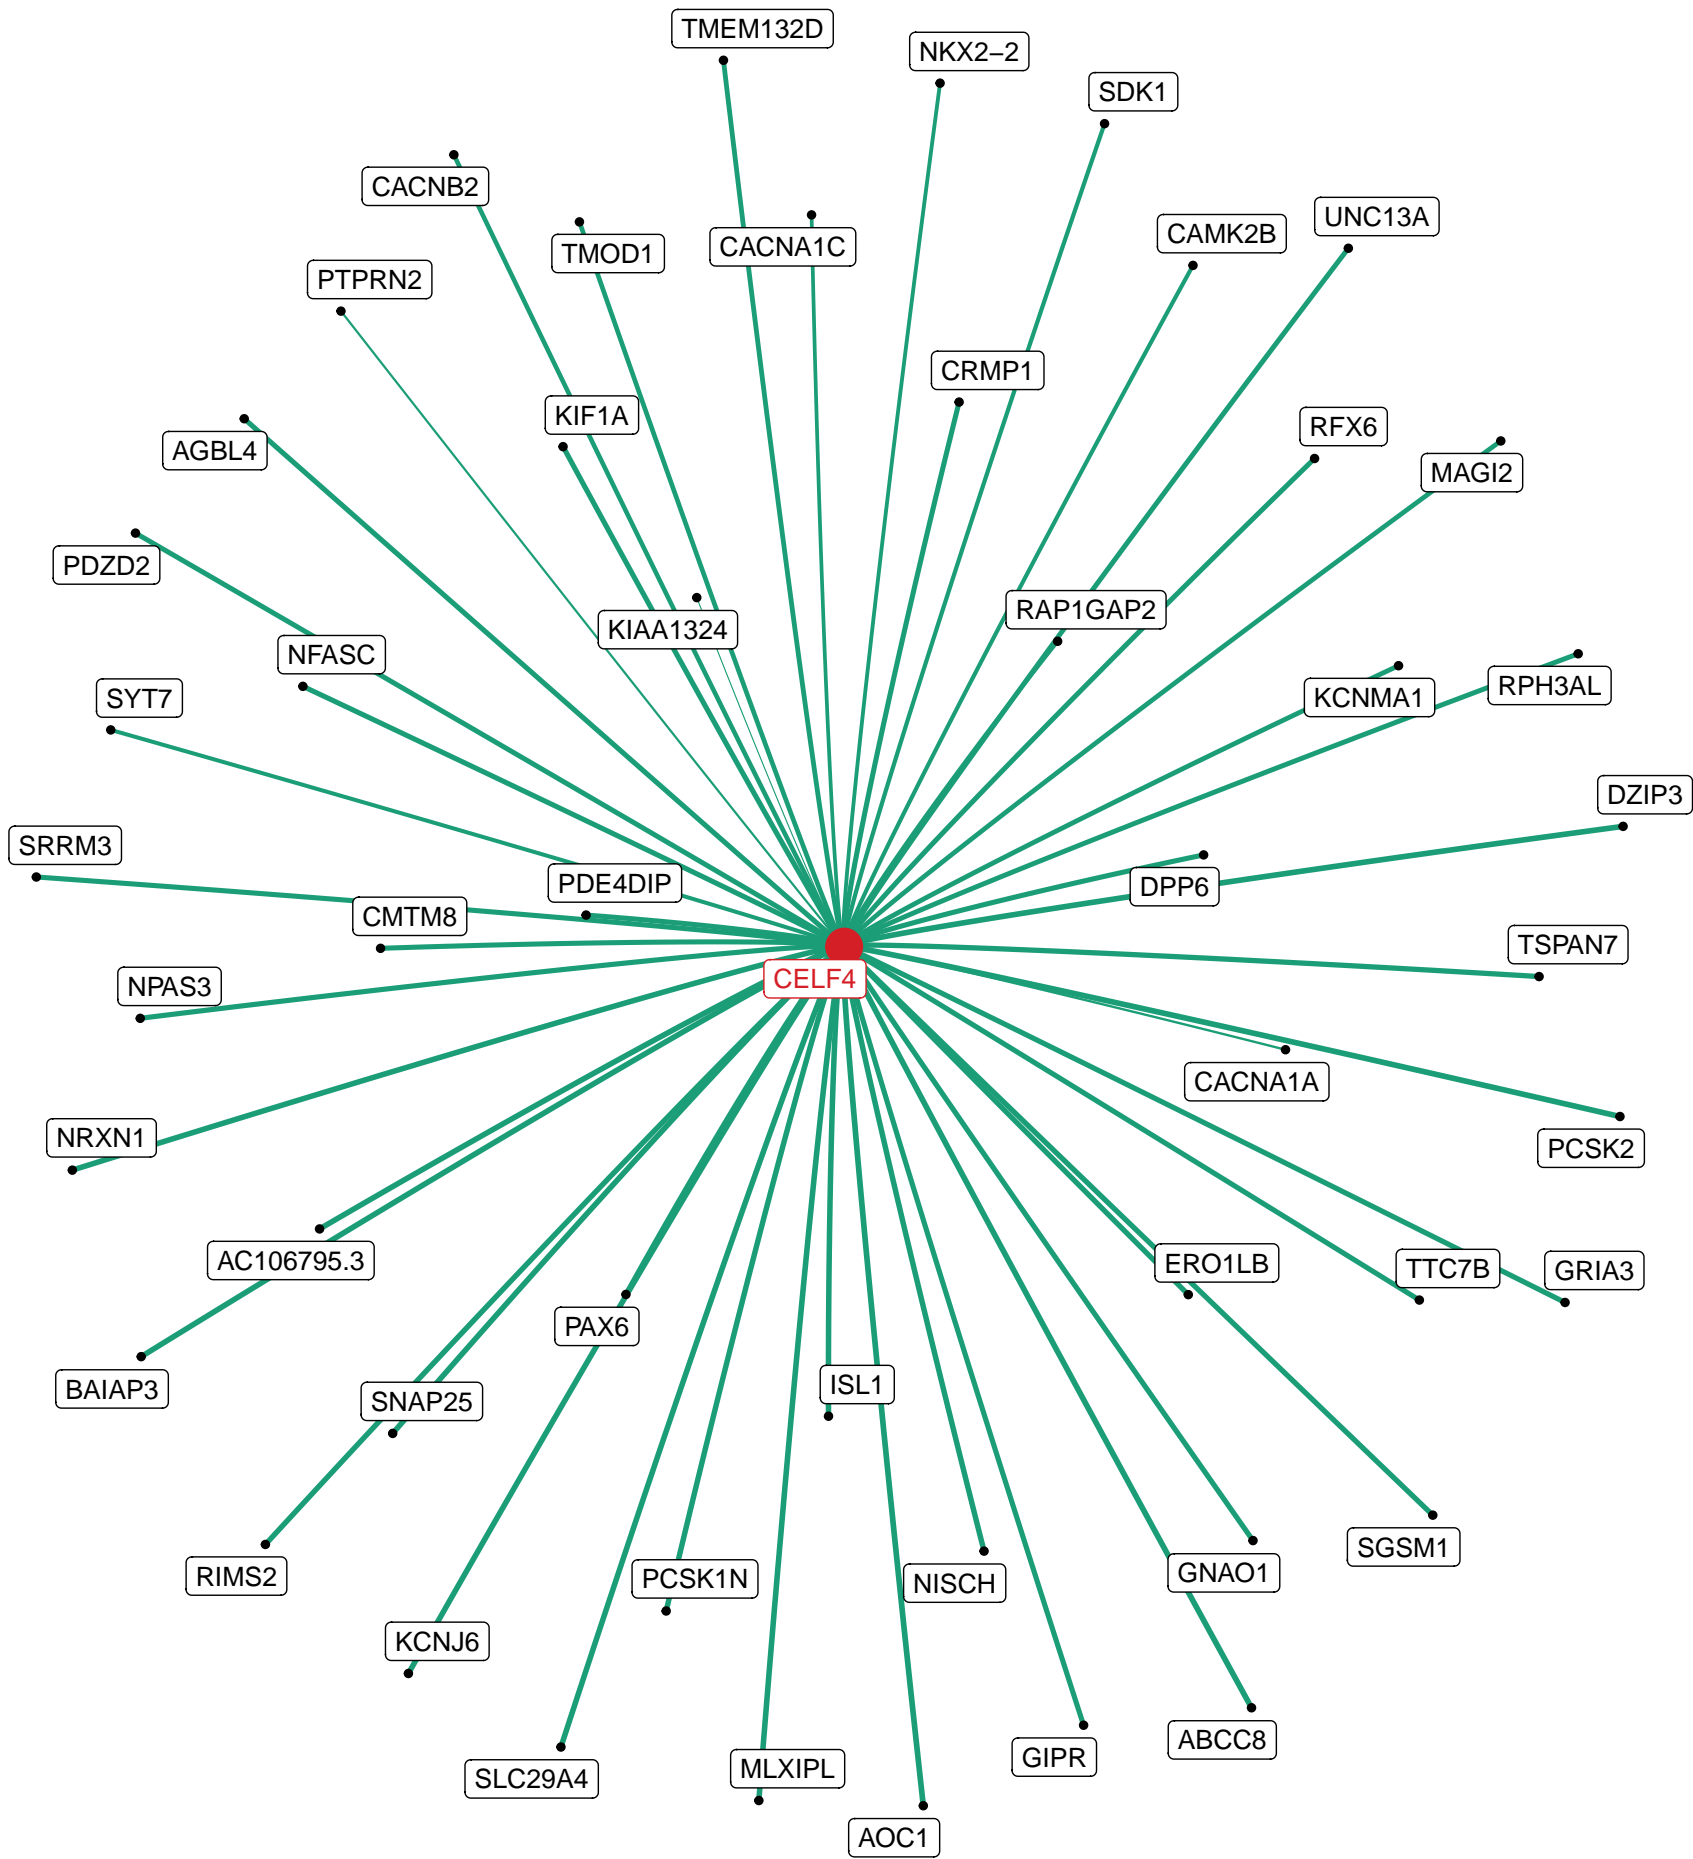 TMEM132D
NKX2−2
SDK1
CACNB2
UNC13A
CAMK2B
CACNA1C
TMOD1
PTPRN2
CRMP1
KIF1A
RFX6
AGBL4
MAGI2
PDZD2
RAP1GAP2
KIAA1324
NFASC
RPH3AL
SYT7
KCNMA1
DZIP3
SRRM3
PDE4DIP
DPP6
CMTM8
TSPAN7
CELF4
NPAS3
CACNA1A
NRXN1
PCSK2
AC106795.3
ERO1LB
TTC7B
GRIA3
PAX6
ISL1
BAIAP3
SNAP25
SGSM1
GNAO1
RIMS2
PCSK1N
NISCH
KCNJ6
ABCC8
GIPR
MLXIPL
SLC29A4
AOC1